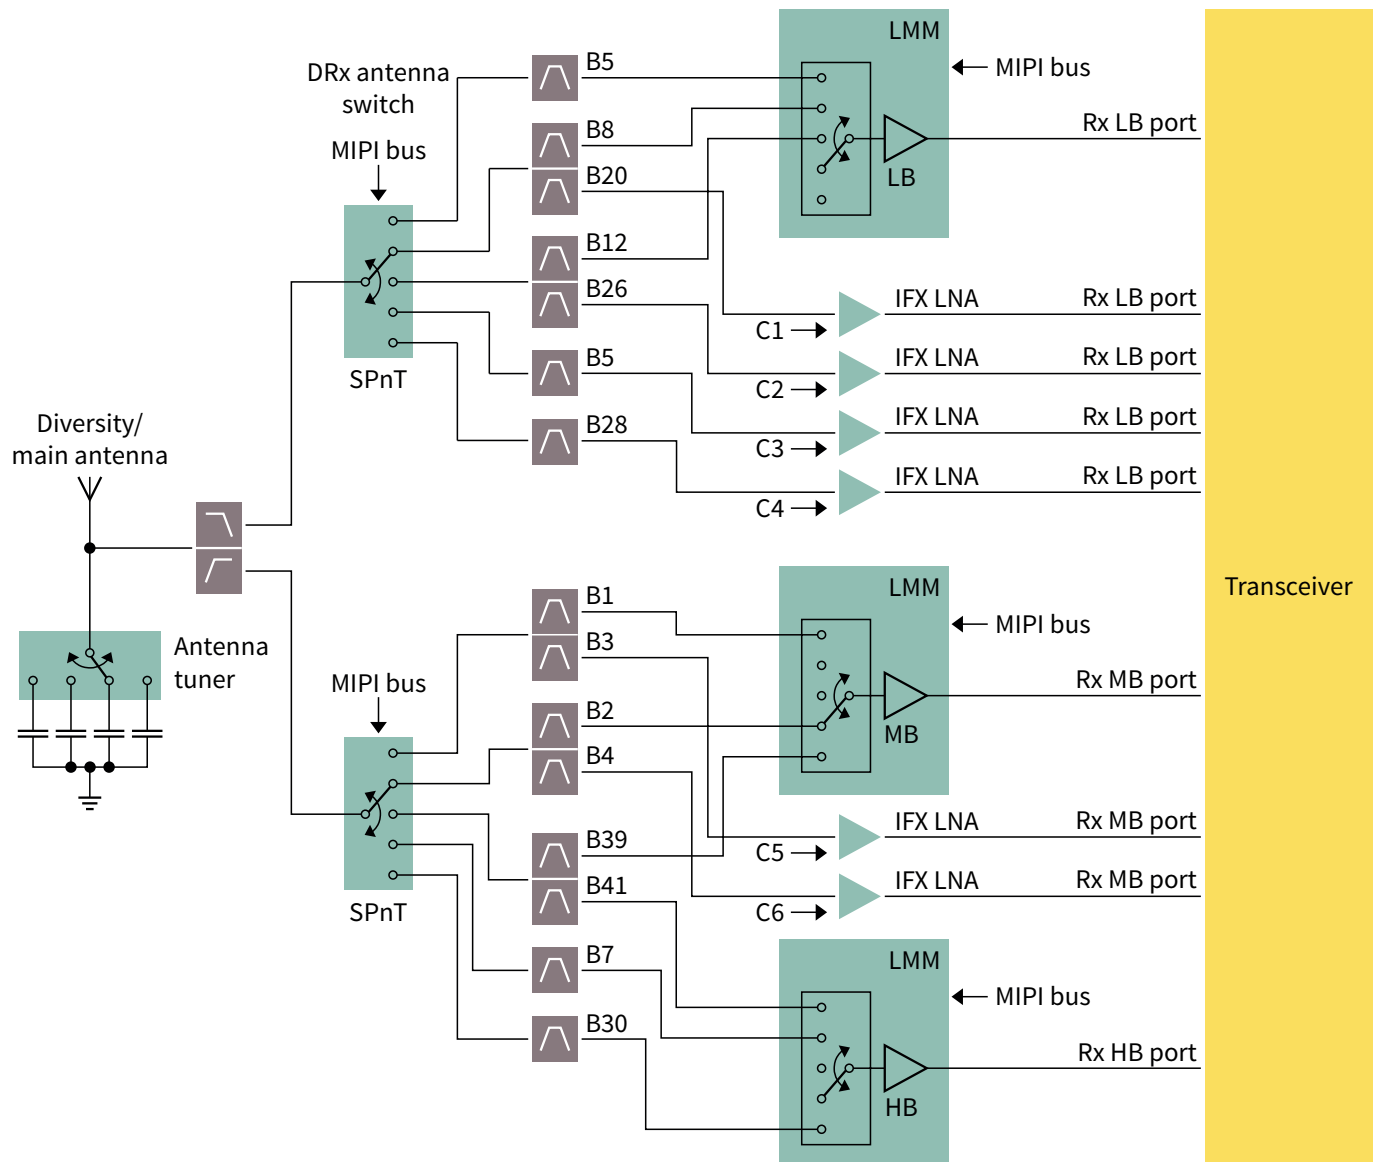 LMM
MIPI bus
DRx antenna
switch
MIPI bus
B5
B8
B20
B12
B26
B5
B28
LB
Rx LB port
SPnT
C1
IFX LNA
Rx LB port
C2
IFX LNA
Rx LB port
C3
IFX LNA
Rx LB port
C4
IFX LNA
Rx LB port
Diversity/
main antenna
Antenna
tuner
Transceiver
MIPI bus
SPnT
B1
B3
B2
B4
B39
B41
B7
B30
LMM
MIPI bus
MB
Rx MB port
C5
IFX LNA
Rx MB port
C6
IFX LNA
Rx MB port
LMM
MIPI bus
HB
Rx HB port